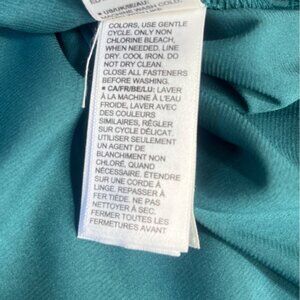 MACHINE WASH COLD,
COLORS, USE GENTLE
CYCLE. ONLY NON
CHLORINE BLEACH,
WHEN NEEDED. LINE
DRY. COOL IRON. DO
NOT DRY CLEAN.
CLOSE ALL FASTENERS
BEFORE WASHING.
• CA/FR/BE/LU: LAVER
À LA MACHINE À L'EAU
FROIDE, LAVER AVEC
DES COULEURS
SIMILAIRES, RÉGLER
SUR CYCLE DÉLICAT.
UTILISER SEULEMENT
UN AGENT DE
BLANCHIMENT NON
CHLORÉ, QUAND
NÉCESSAIRE. ÉTENDRE
SUR UNE CORDE À
LINGE. REPASSER À
FER TIÈDE. NE PAS
NETTOYER À SEC.
FERMER TOUTES LES
FERMETURES AVANT